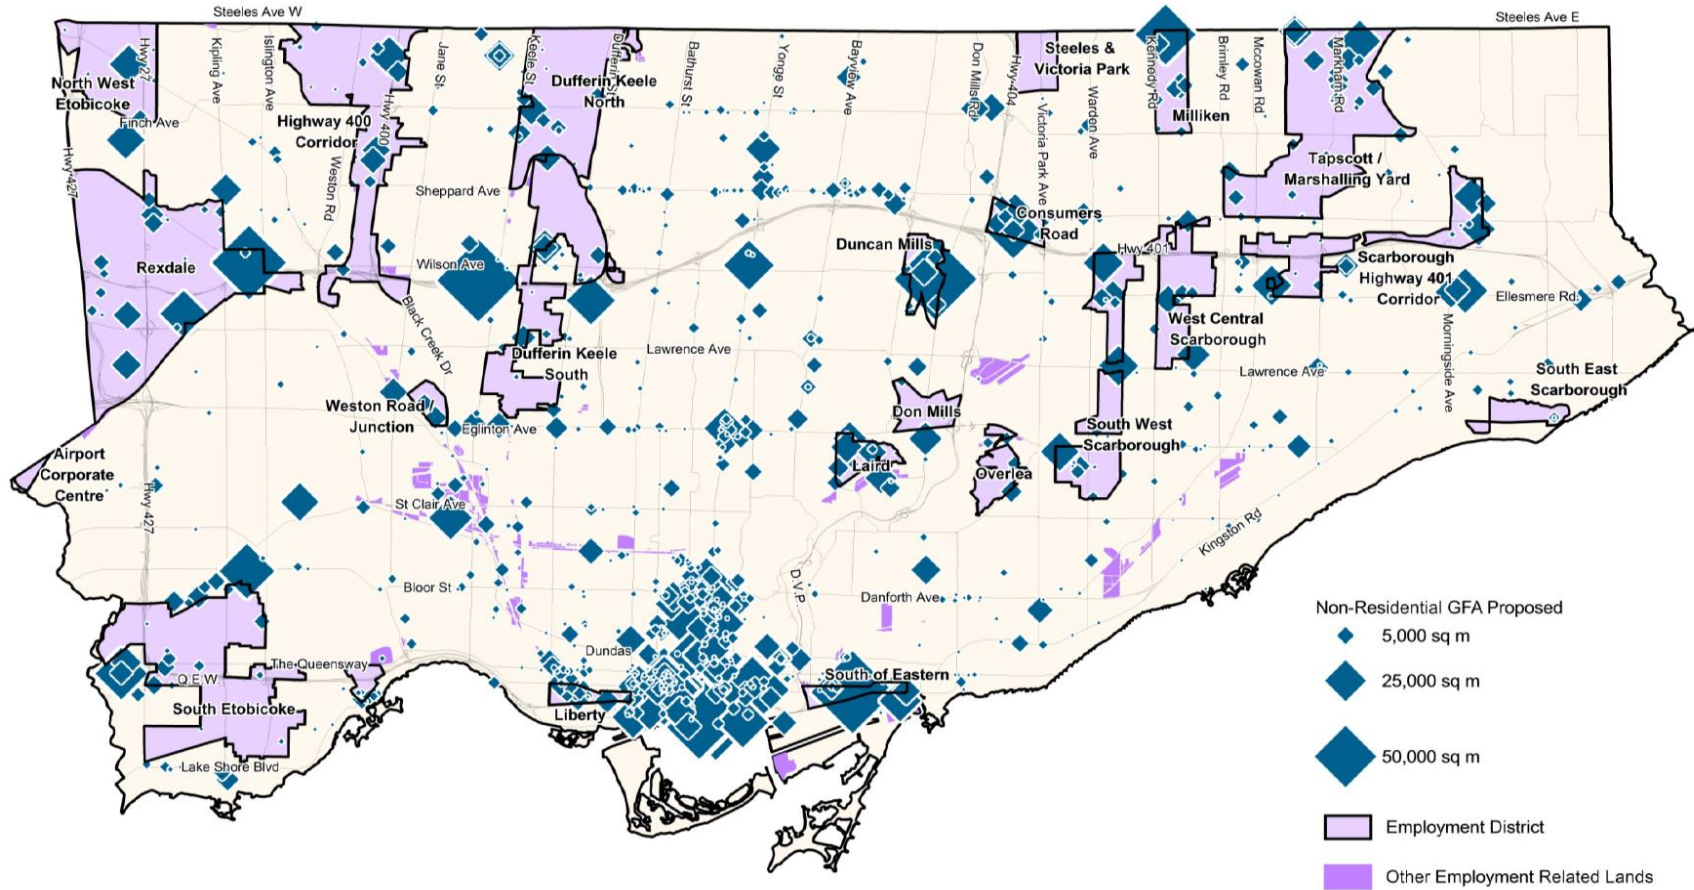 Steeles Ave W
Steeles Ave E
Hwy 27
Kipling Ave
Islington Ave
Jane St
Keele St
Dufferin St
Bathurst St
Yonge St
Bayview Ave
Don Mills Rd
Hwy 404
Steeles &
Victoria Park
Kennedy Rd
Brimley Rd
Mccowan Rd
Markham Rd
North West
Etobicoke
Dufferin Keele
North
Finch Ave
Highway 400
Corridor
Hwy 400
Victoria Park Ave
Warden Ave
Milliken
Hwy 427
Weston Rd
Sheppard Ave
Tapscott /
Marshalling Yard
Consumers
Road
Duncan Mills
Hwy 401
Rexdale
Wilson Ave
Scarborough
Highway 401
Corridor
Ellesmere Rd.
Black Creek Dr
West Central
Scarborough
Morningside Ave
Dufferin Keele
South
Lawrence Ave
Lawrence Ave
South East
Scarborough
Weston Road /
Junction
Eglinton Ave
Don Mills
South West
Scarborough
Airport
Corporate
Centre
Laird
Overlea
Hwy 427
St Clair Ave
Kingston Rd
Bloor St
D.V.P
Danforth Ave
Non-Residential GFA Proposed
5,000 sq m
Dundas
The Queensway
Q.E.W.
South of Eastern
25,000 sq m
South Etobicoke
Liberty
Lake Shore Blvd
50,000 sq m
Employment District
Other Employment Related Lands